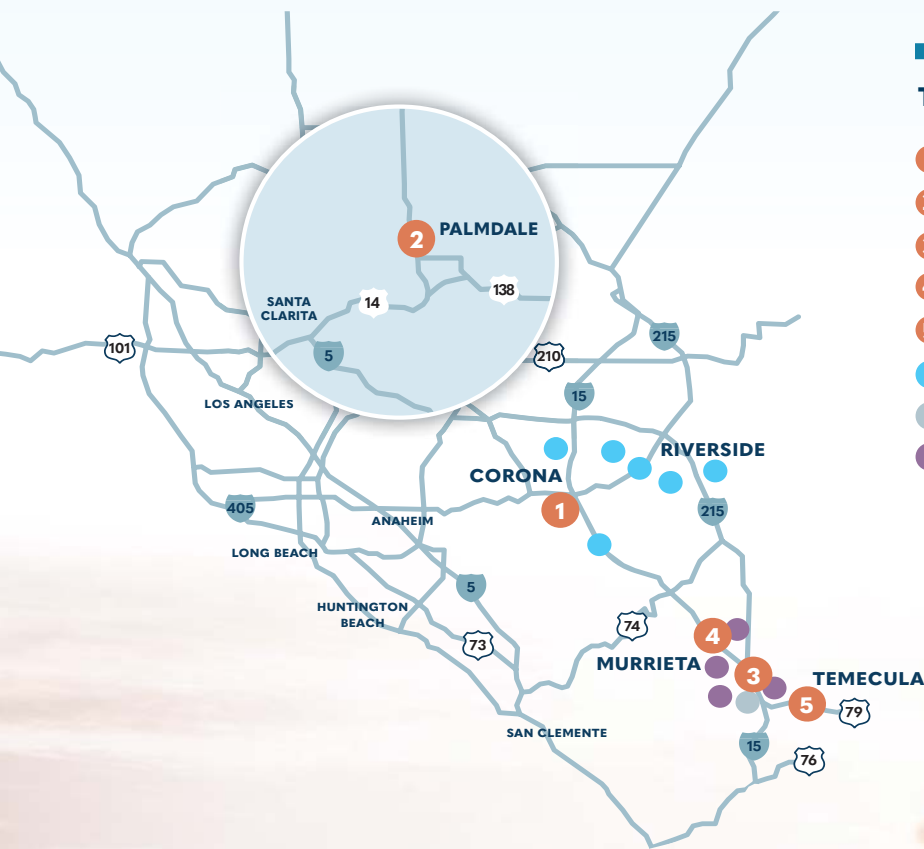 2
PALMDALE
SANTA
CLARITA
14
138
5
101
210
215
15
LOS ANGELES
RIVERSIDE
CORONA
1
405
215
ANAHEIM
LONG BEACH
5
HUNTINGTON
BEACH
73
74
4
MURRIETA
3
TEMECULA
5
79
SAN CLEMENTE
15
76